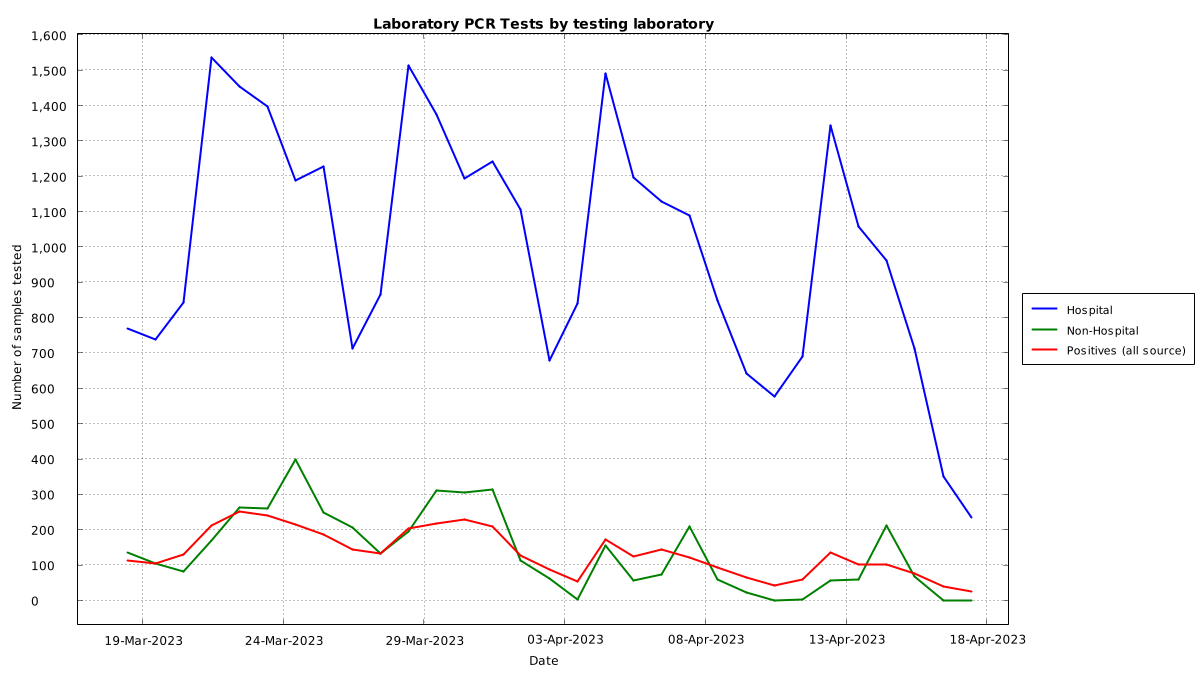 Laboratory PCR Tests by testing laboratory
1,600
1,500
1,400
1,300
1,200
1,100
1,000
900
800
700
600
500
400
300
200
100
0
Number of samples tested
19-Mar-2023
24-Mar-2023
29-Mar-2023
03-Apr-2023
08-Apr-2023
13-Apr-2023
18-Apr-2023
Date
Hospital
Non-Hospital
Positives (all source)